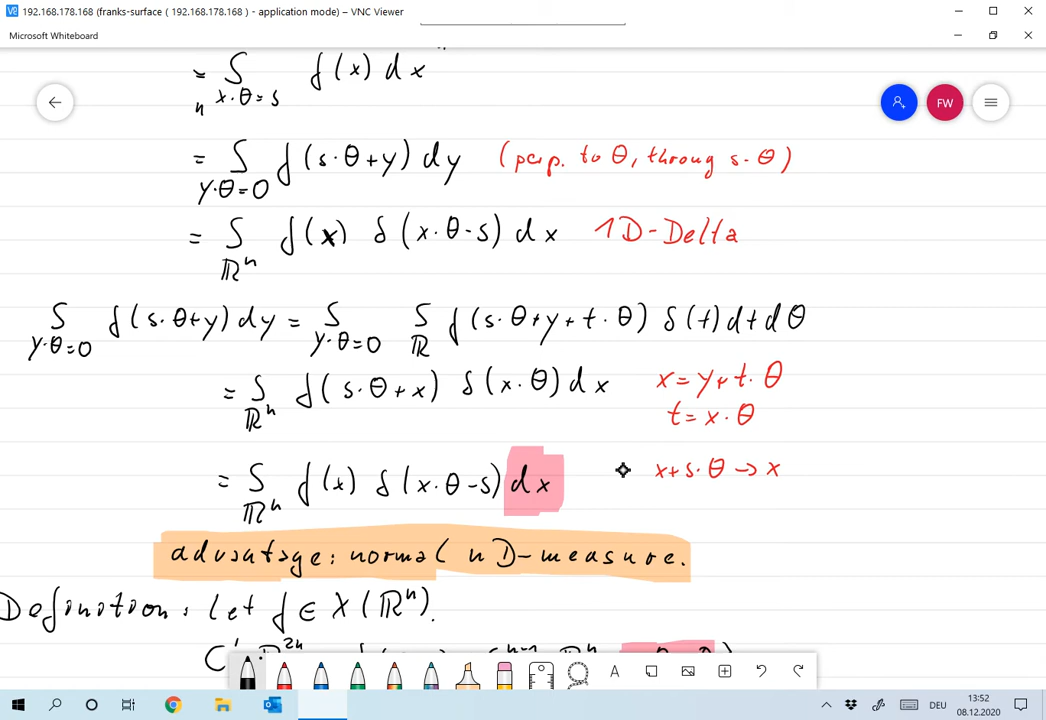 192.168.178.168 (franks-surface ( 192.168.178.168 ) - application mode) – VNC Viewer
Microsoft Whiteboard
FW
= ∫ f(x) dx
x·θ=s
= ∫ f(s·θ+y) dy (perp. to θ, throug s·θ)
y·θ=0
= ∫ f(x) δ(x·θ-s) dx 1D-Delta
ℝⁿ
∫ f(s·θ+y) dy = ∫ ∫ f(s·θ+y+t·θ) δ(t) dt dθ
y·θ=0 y·θ=0 ℝ
= ∫ f(s·θ+x) δ(x·θ) dx x=y+t·θ
ℝⁿ t=x·θ
= ∫ f(x) δ(x·θ-s) dx x+s·θ → x
ℝⁿ
advatage: normal nD-measure.
Definition: let f ∈ X(ℝⁿ).
A
DEU
13:52
08.12.2020